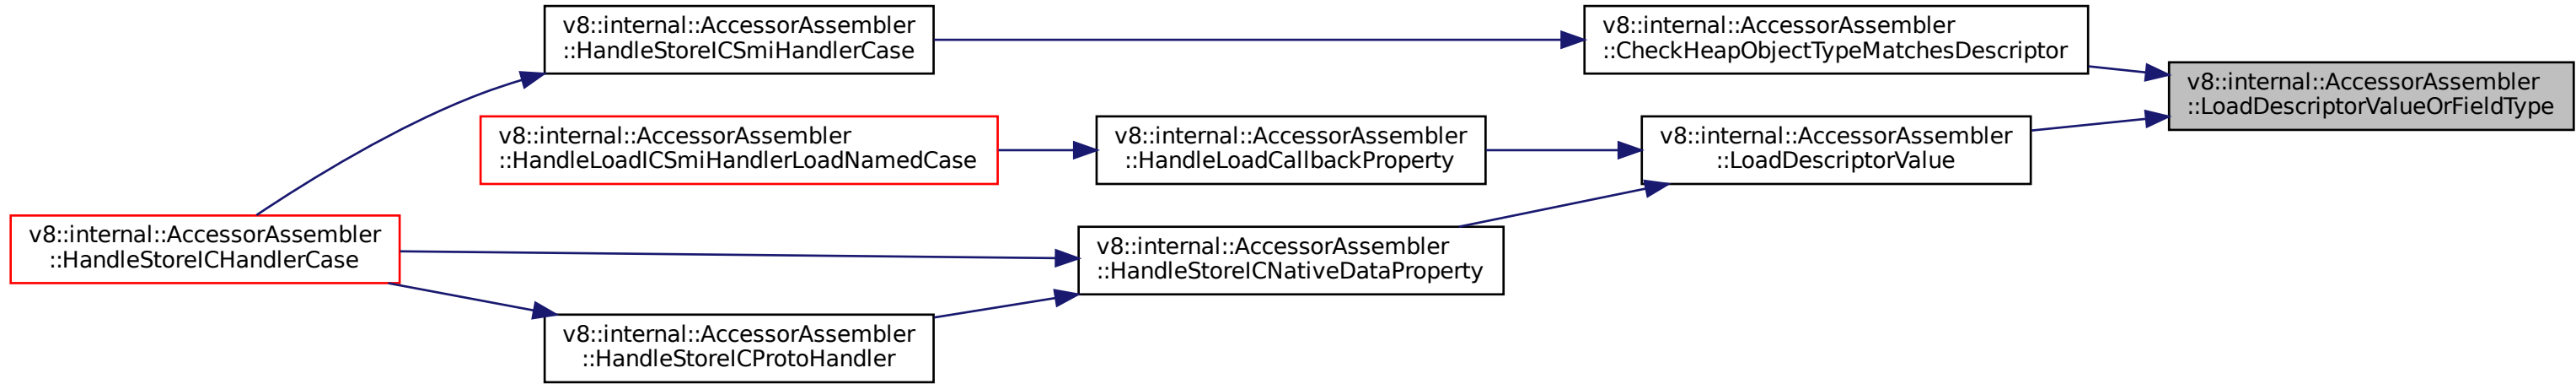 v8::internal::AccessorAssembler
::HandleStoreICSmiHandlerCase
v8::internal::AccessorAssembler
::CheckHeapObjectTypeMatchesDescriptor
v8::internal::AccessorAssembler
::LoadDescriptorValueOrFieldType
v8::internal::AccessorAssembler
::HandleLoadICSmiHandlerLoadNamedCase
v8::internal::AccessorAssembler
::HandleLoadCallbackProperty
v8::internal::AccessorAssembler
::LoadDescriptorValue
v8::internal::AccessorAssembler
::HandleStoreICHandlerCase
v8::internal::AccessorAssembler
::HandleStoreICNativeDataProperty
v8::internal::AccessorAssembler
::HandleStoreICProtoHandler